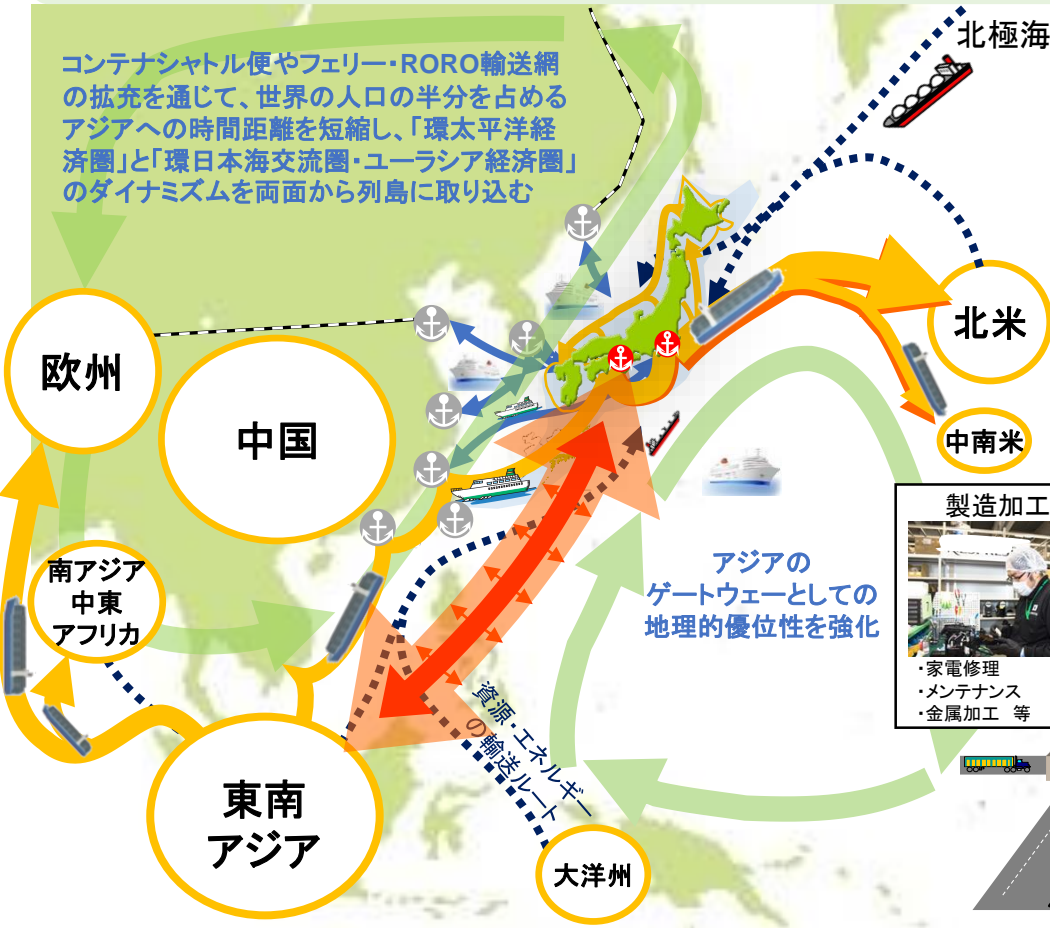 北極海
コンテナシャトル便やフェリー・RORO輸送網
の拡充を通じて、世界の人口の半分を占める
アジアへの時間距離を短縮し、「環太平洋経
済圏」と「環日本海交流圏・ユーラシア経済圏」
のダイナミズムを両面から列島に取り込む
欧州
中国
北米
中南米
南アジア
中東
アフリカ
アジアの
ゲートウェーとしての
地理的優位性を強化
製造加工
・家電修理
・メンテナンス
・金属加工 等
資源・エネルギー
の輸送ルート
東南
アジア
大洋州